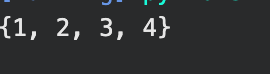 {1, 2, 3, 4}